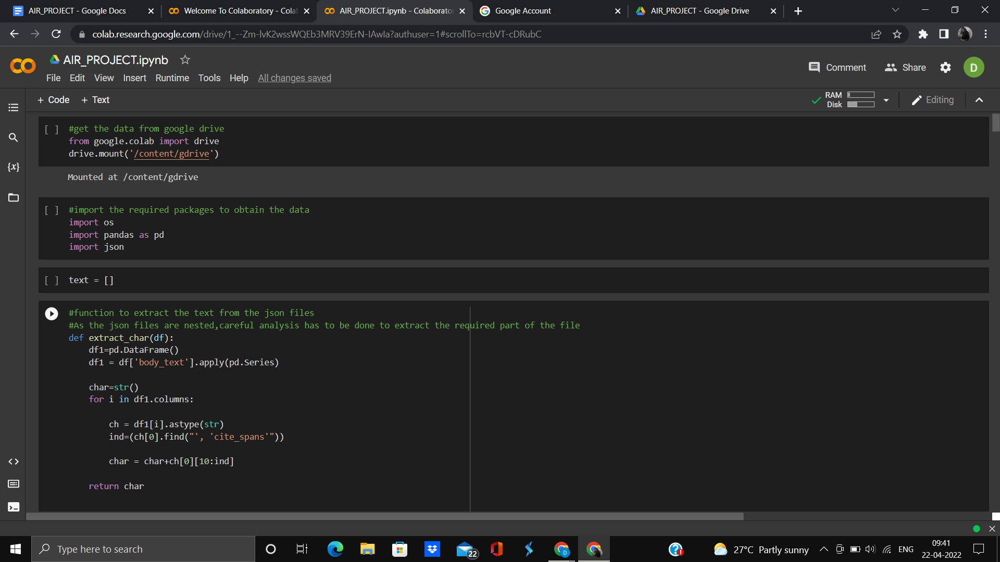 AIR_PROJECT - Google Docs
Welcome To Colaboratory - Colab
AIR_PROJECT.ipynb - Colaborator
Google Account
AIR_PROJECT - Google Drive
colab.research.google.com/drive/1_--Zm-lvK2wssWQEb3MRV39ErN-IAwla?authuser=1#scrollTo=rcbVT-cDRubC
AIR_PROJECT.ipynb
File Edit View Insert Runtime Tools Help All changes saved
Comment
Share
D
+ Code + Text
RAM
Disk
Editing
[ ] #get the data from google drive
from google.colab import drive
drive.mount('/content/gdrive')
Mounted at /content/gdrive
[ ] #import the required packages to obtain the data
import os
import pandas as pd
import json
[ ] text = []
#function to extract the text from the json files
#As the json files are nested,careful analysis has to be done to extract the required part of the file
def extract_char(df):
    df1=pd.DataFrame()
    df1 = df['body_text'].apply(pd.Series)
    char=str()
    for i in df1.columns:
        ch = df1[i].astype(str)
        ind=(ch[0].find("', 'cite_spans'"))
        char = char+ch[0][10:ind]
    return char
{x}
Type here to search
22
D
27°C Partly sunny
ENG
09:41
22-04-2022